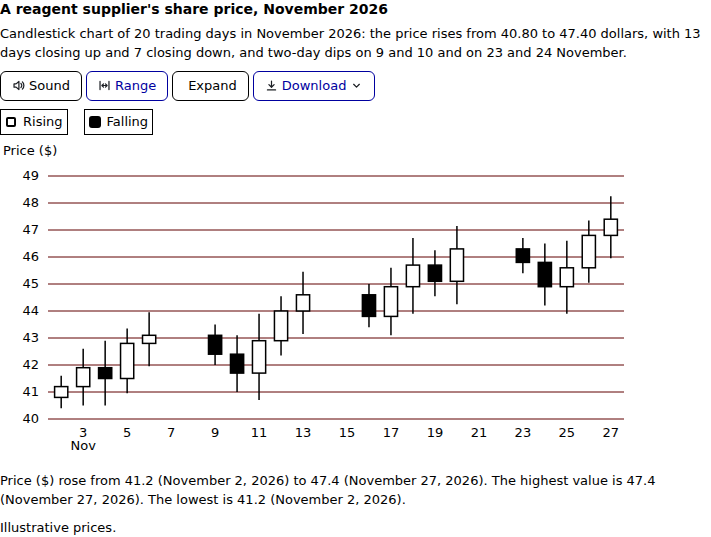 A reagent supplier's share price, November 2026
Candlestick chart of 20 trading days in November 2026: the price rises from 40.80 to 47.40 dollars, with 13
days closing up and 7 closing down, and two-day dips on 9 and 10 and on 23 and 24 November.
Sound Range Expand Download
Rising Falling
Price ($)
49
48
47
46
45
44
43
42
41
40
3 5 7 9 11 13 15 17 19 21 23 25 27
Nov
Price ($) rose from 41.2 (November 2, 2026) to 47.4 (November 27, 2026). The highest value is 47.4
(November 27, 2026). The lowest is 41.2 (November 2, 2026).
Illustrative prices.